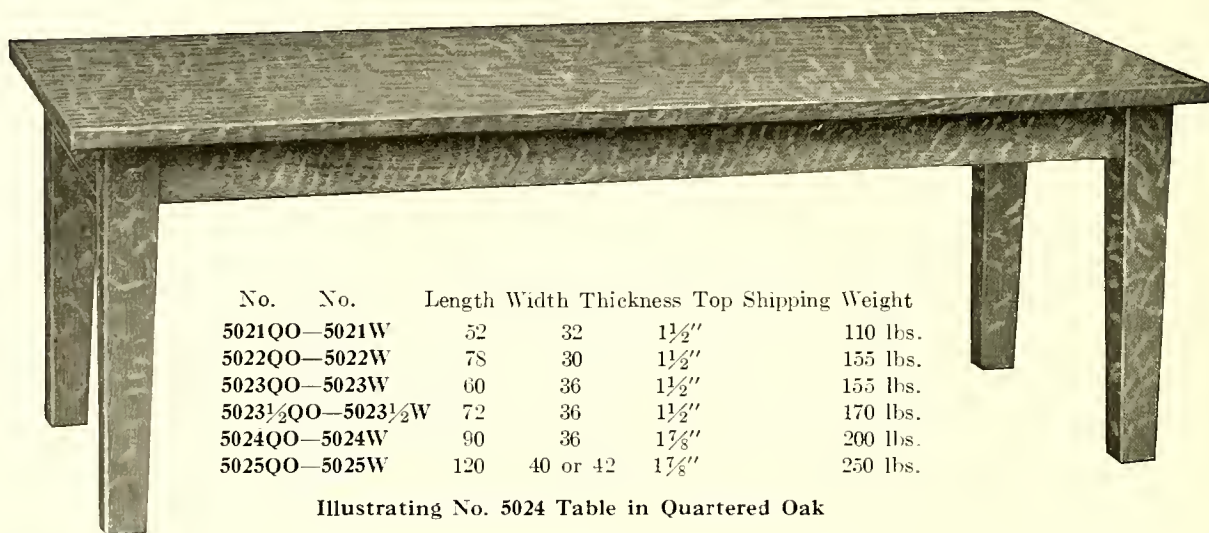 No. No. Length Width Thickness Top Shipping Weight
5021QO—5021W 52 32 1½" 110 lbs.
5022QO—5022W 78 30 1½" 155 lbs.
5023QO—5023W 60 36 1½" 155 lbs.
5023½QO—5023½W 72 36 1½" 170 lbs.
5024QO—5024W 90 36 1⅞" 200 lbs.
5025QO—5025W 120 40 or 42 1⅞" 250 lbs.
Illustrating No. 5024 Table in Quartered Oak